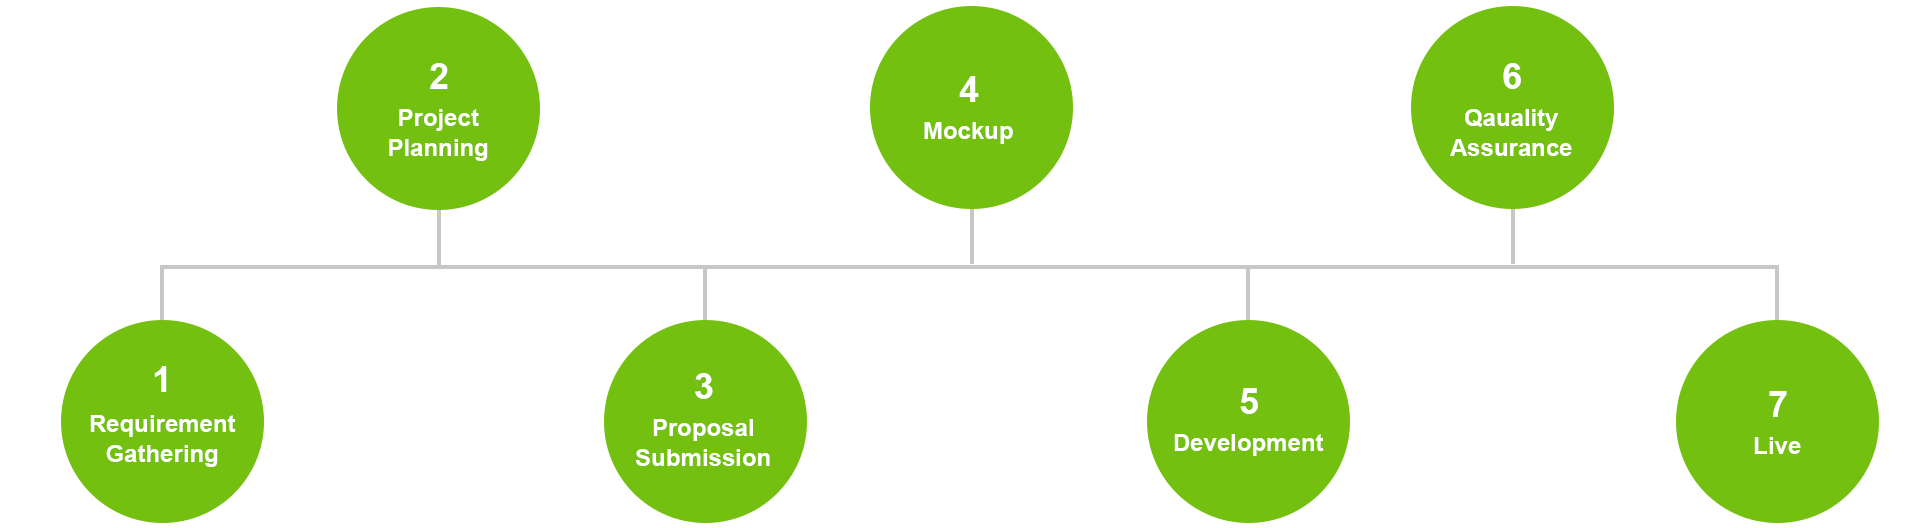 1
Requirement
Gathering
2
Project
Planning
3
Proposal
Submission
4
Mockup
5
Development
6
Qauality
Assurance
7
Live